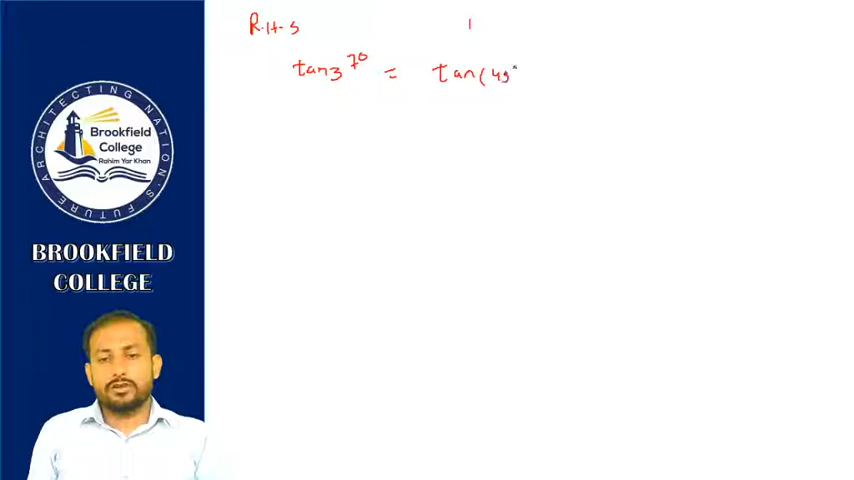 R.H.S
tan 37° = tan(45°
ARCHITECTING NATION'S FUTURE
Brookfield
College
Rahim Yar Khan
BROOKFIELD
COLLEGE